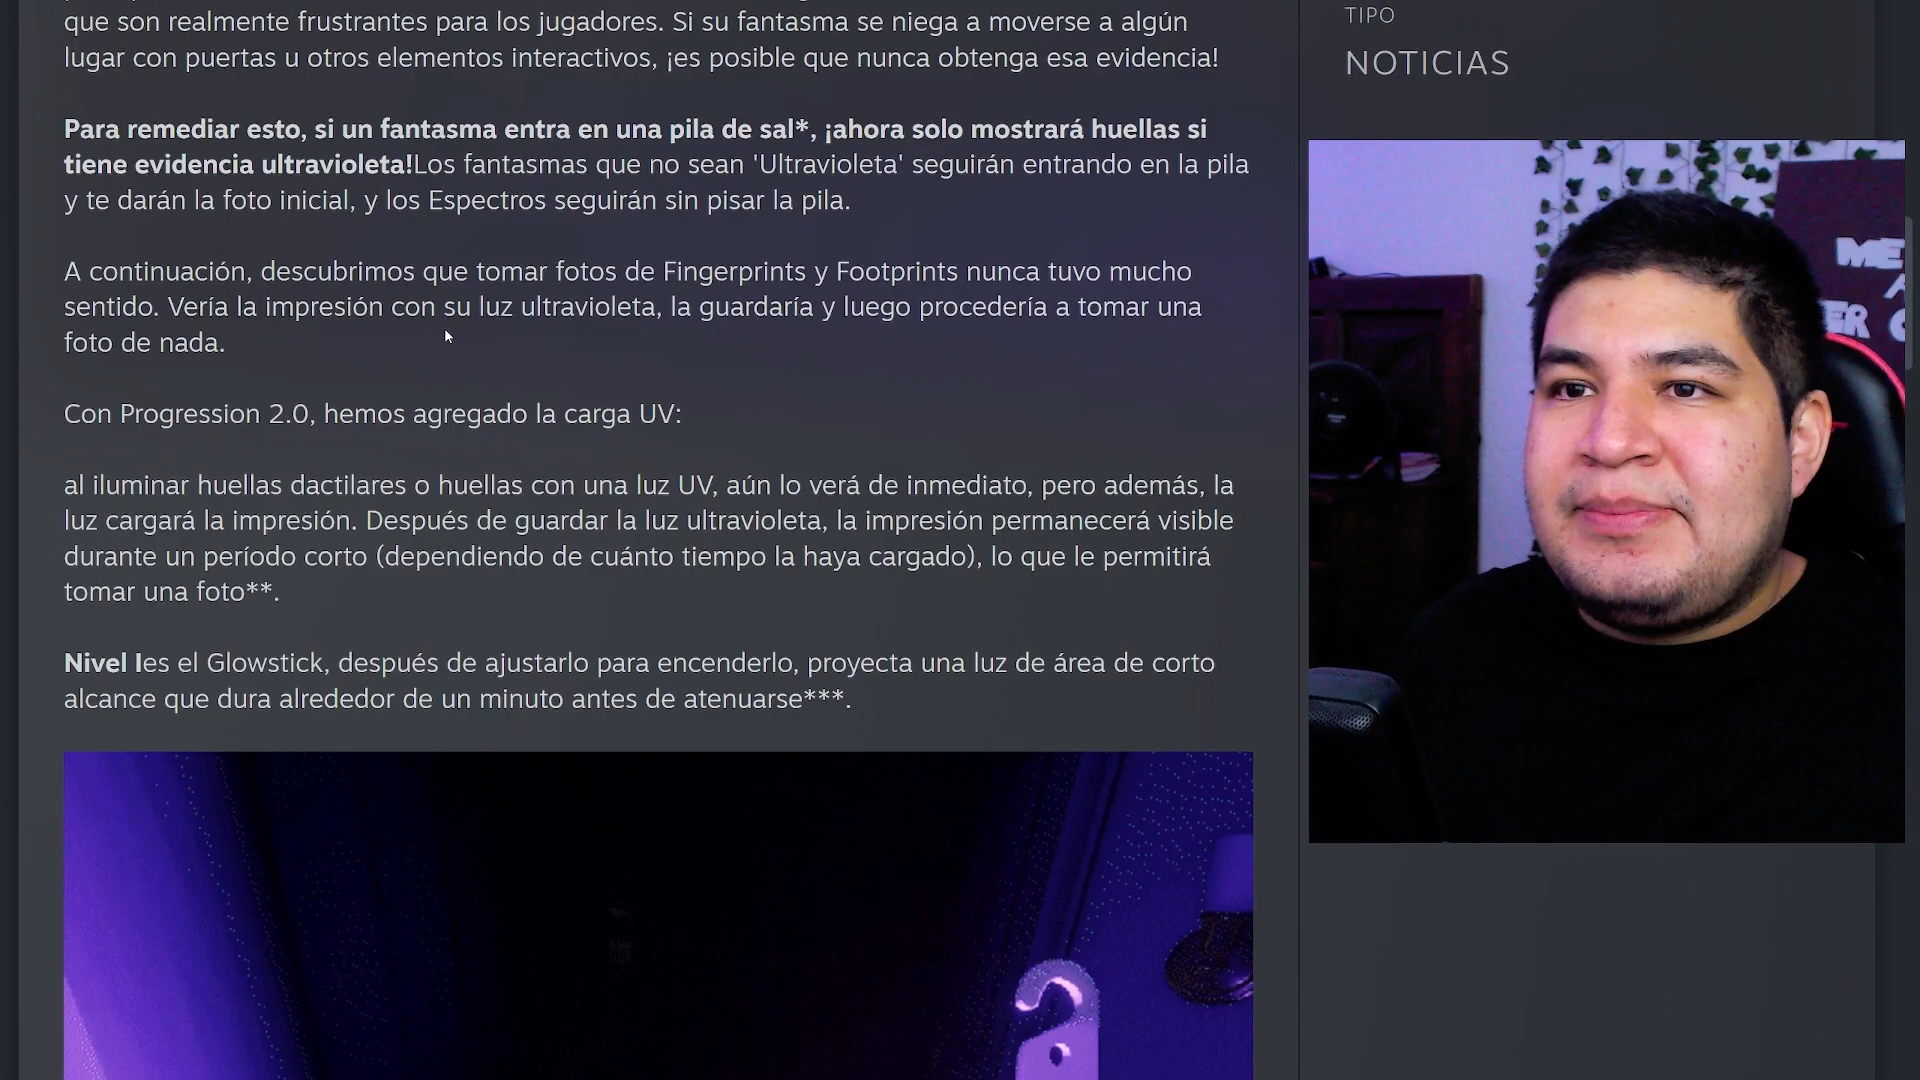 que son realmente frustrantes para los jugadores. Si su fantasma se niega a moverse a algún
lugar con puertas u otros elementos interactivos, ¡es posible que nunca obtenga esa evidencia!
Para remediar esto, si un fantasma entra en una pila de sal*, ¡ahora solo mostrará huellas si
tiene evidencia ultravioleta!Los fantasmas que no sean 'Ultravioleta' seguirán entrando en la pila
y te darán la foto inicial, y los Espectros seguirán sin pisar la pila.
A continuación, descubrimos que tomar fotos de Fingerprints y Footprints nunca tuvo mucho
sentido. Vería la impresión con su luz ultravioleta, la guardaría y luego procedería a tomar una
foto de nada.
Con Progression 2.0, hemos agregado la carga UV:
al iluminar huellas dactilares o huellas con una luz UV, aún lo verá de inmediato, pero además, la
luz cargará la impresión. Después de guardar la luz ultravioleta, la impresión permanecerá visible
durante un período corto (dependiendo de cuánto tiempo la haya cargado), lo que le permitirá
tomar una foto**.
Nivel Ies el Glowstick, después de ajustarlo para encenderlo, proyecta una luz de área de corto
alcance que dura alrededor de un minuto antes de atenuarse***.
TIPO
NOTICIAS
ME
ER